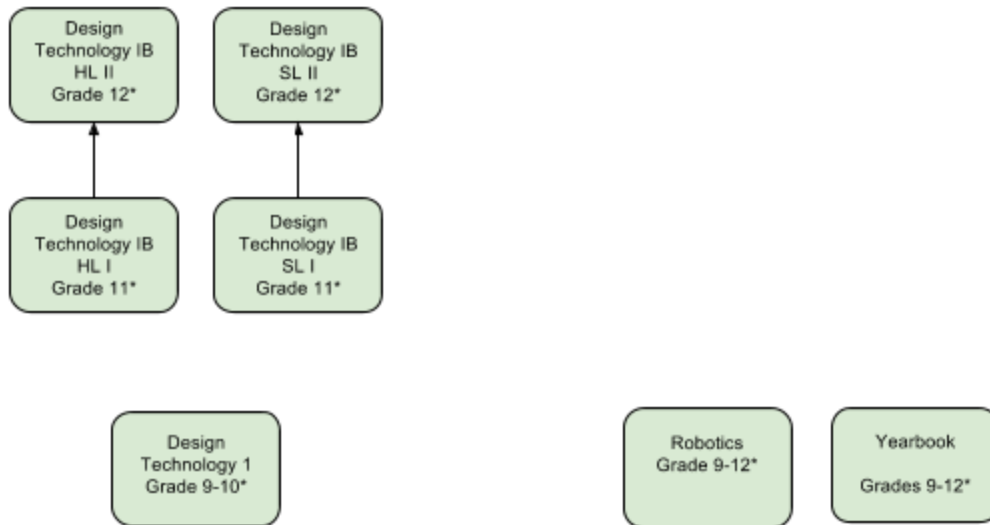 Design
Technology IB
HL II
Grade 12*
Design
Technology IB
SL II
Grade 12*
Design
Technology IB
HL I
Grade 11*
Design
Technology IB
SL I
Grade 11*
Design
Technology 1
Grade 9-10*
Robotics
Grade 9-12*
Yearbook
Grades 9-12*